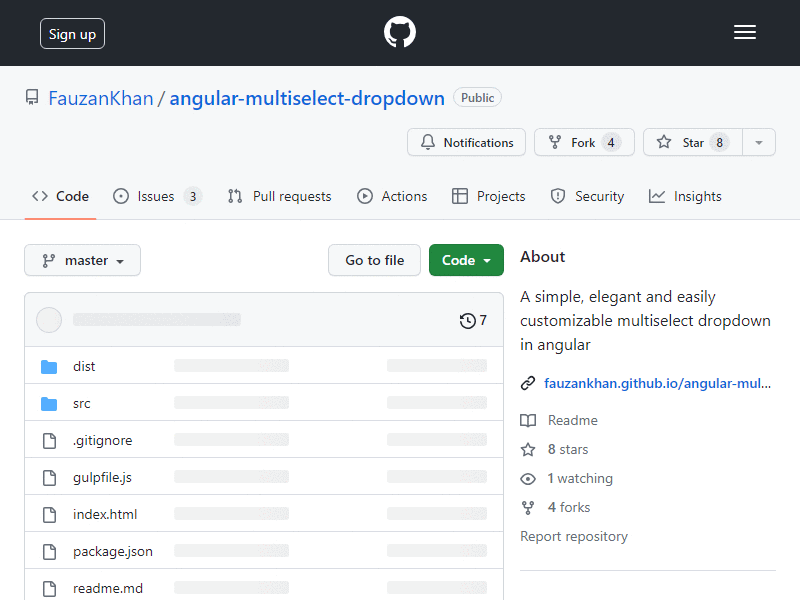 Sign up
FauzanKhan / angular-multiselect-dropdown Public
Notifications Fork 4 Star 8
Code Issues 3 Pull requests Actions Projects Security Insights
master Go to file Code
7
dist
src
.gitignore
gulpfile.js
index.html
package.json
readme.md
About
A simple, elegant and easily
customizable multiselect dropdown
in angular
fauzankhan.github.io/angular-mul...
Readme
8 stars
1 watching
4 forks
Report repository